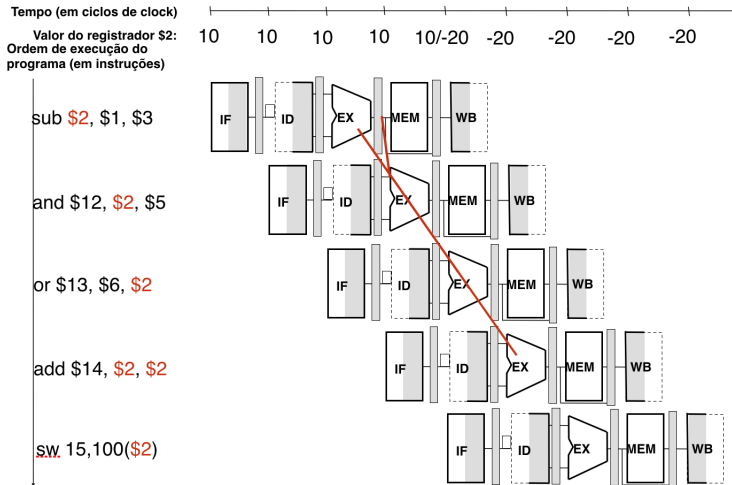 Tempo (em ciclos de clock)
Valor do registrador $2: 10 10 10 10 10/-20 -20 -20 -20 -20
Ordem de execução do
programa (em instruções)
sub $2, $1, $3 IF ID EX MEM WB
and $12, $2, $5 IF ID EX MEM WB
or $13, $6, $2 IF ID EX MEM WB
add $14, $2, $2 IF ID EX MEM WB
sw 15,100($2) IF ID EX MEM WB